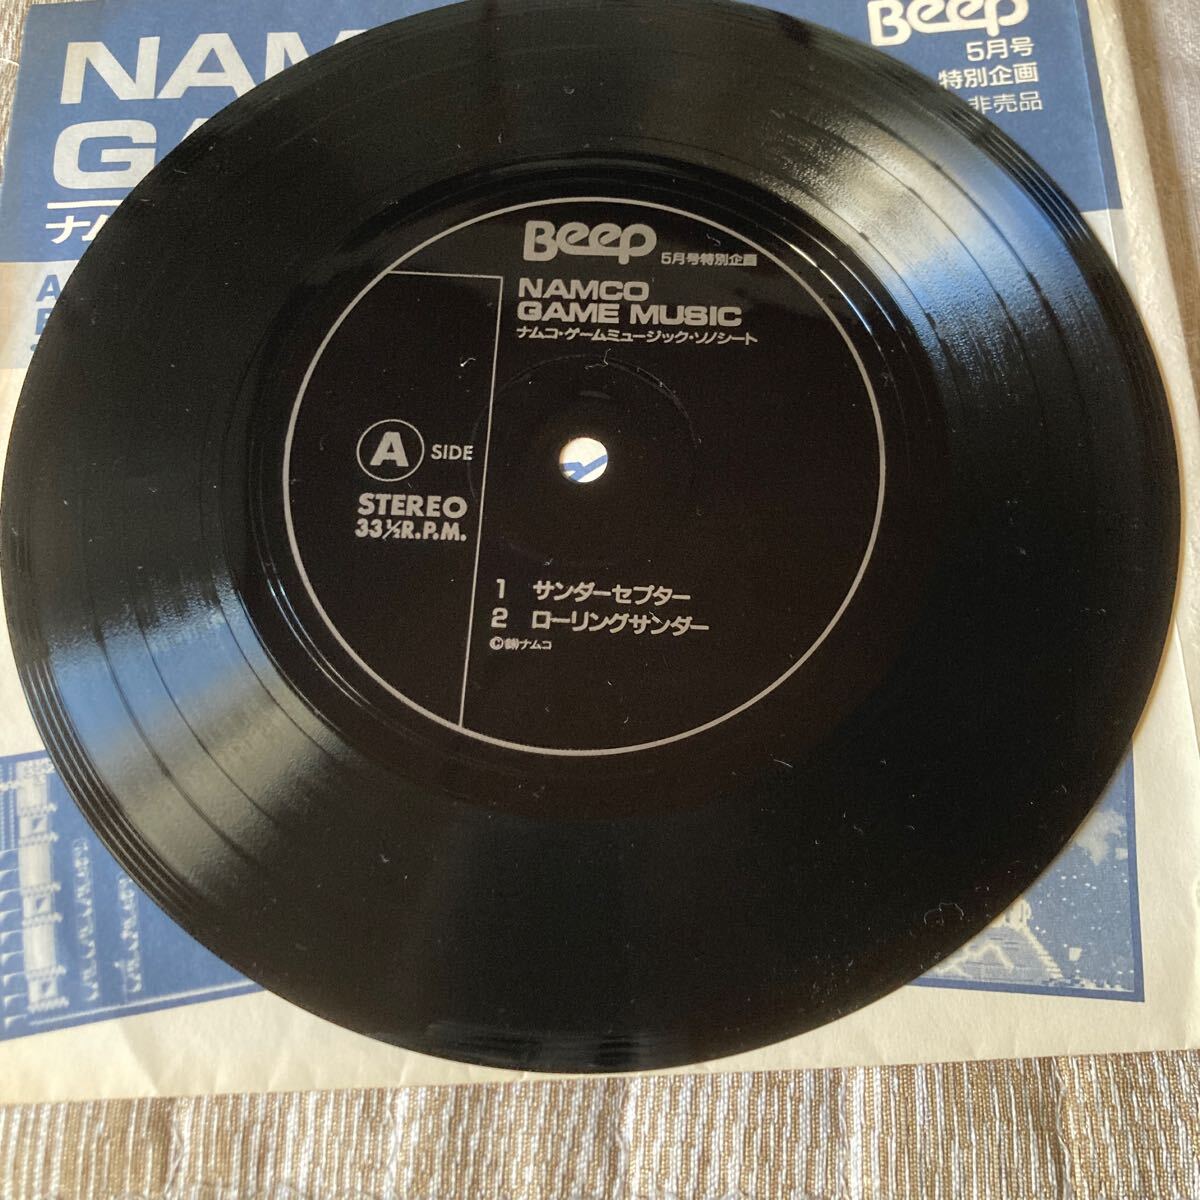 Beep
5月号
特別企画
非売品
Beep
5月号特別企画
NAMCO
GAME MUSIC
ナムコ・ゲームミュージック・ソノシート
A SIDE
STEREO
33⅓R.P.M.
1 サンダーセプター
2 ローリングサンダー
©㈱ナムコ